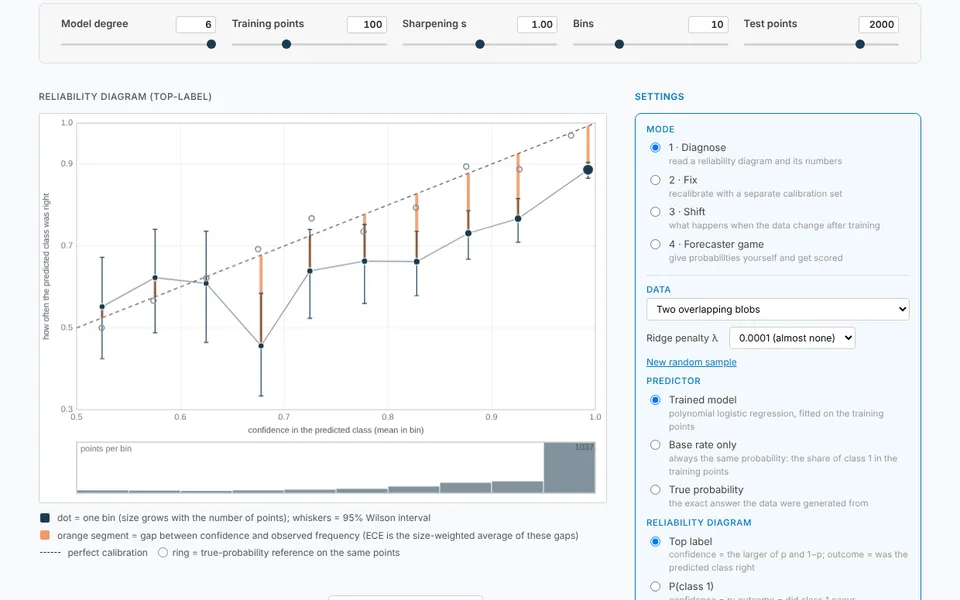 Model degree 6
Training points 100
Sharpening s 1.00
Bins 10
Test points 2000
RELIABILITY DIAGRAM (TOP-LABEL)
1.0
0.9
0.7
0.5
0.3
how often the predicted class was right
0.5 0.6 0.7 0.8 0.9 1.0
confidence in the predicted class (mean in bin)
points per bin
1037
dot = one bin (size grows with the number of points); whiskers = 95% Wilson interval
orange segment = gap between confidence and observed frequency (ECE is the size-weighted average of these gaps)
perfect calibration
ring = true-probability reference on the same points
SETTINGS
MODE
1 · Diagnose
read a reliability diagram and its numbers
2 · Fix
recalibrate with a separate calibration set
3 · Shift
what happens when the data change after training
4 · Forecaster game
give probabilities yourself and get scored
DATA
Two overlapping blobs
Ridge penalty λ 0.0001 (almost none)
New random sample
PREDICTOR
Trained model
polynomial logistic regression, fitted on the training
points
Base rate only
always the same probability: the share of class 1 in the
training points
True probability
the exact answer the data were generated from
RELIABILITY DIAGRAM
Top label
confidence = the larger of p and 1−p; outcome = was the
predicted class right
P(class 1)
confidence = p; outcome = did class 1 occur